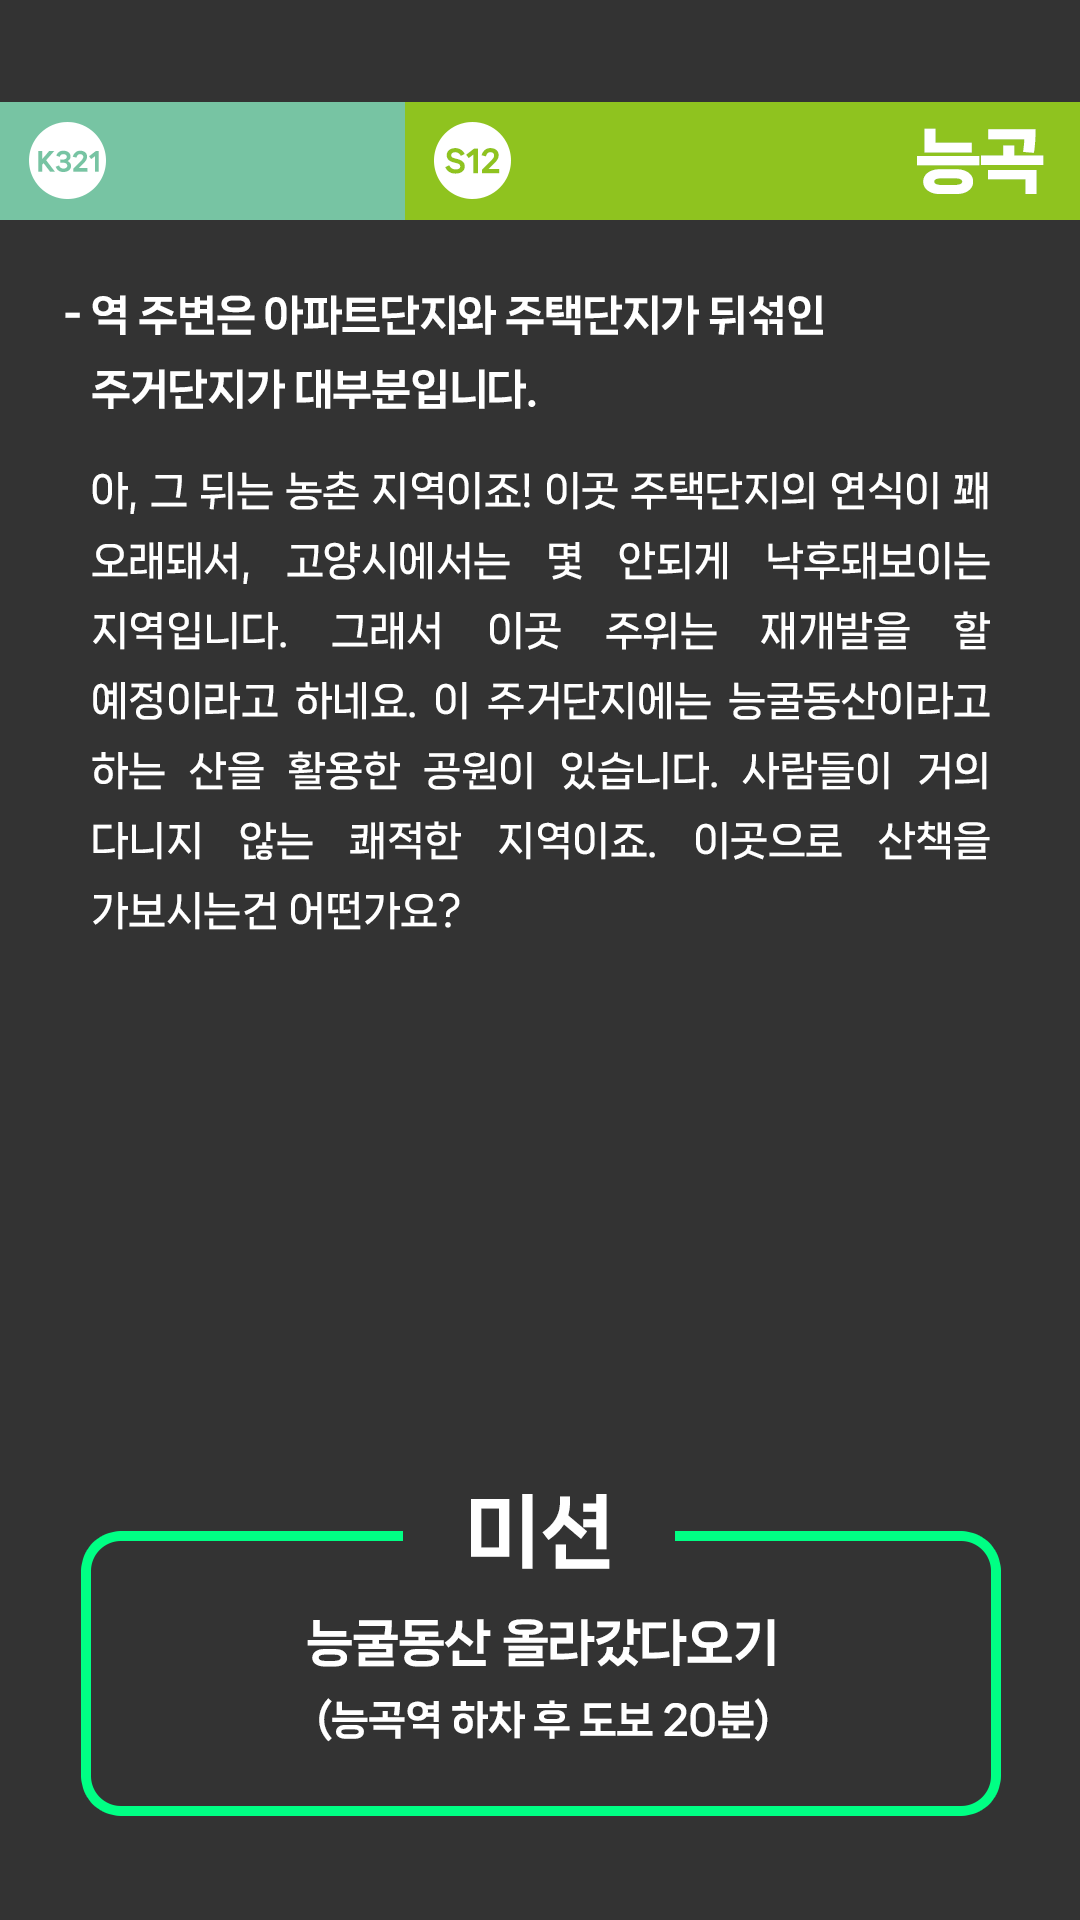 K321 S12 능곡
- 역 주변은 아파트단지와 주택단지가 뒤섞인
주거단지가 대부분입니다.
아, 그 뒤는 농촌 지역이죠! 이곳 주택단지의 연식이 꽤
오래돼서, 고양시에서는 몇 안되게 낙후돼보이는
지역입니다. 그래서 이곳 주위는 재개발을 할
예정이라고 하네요. 이 주거단지에는 능굴동산이라고
하는 산을 활용한 공원이 있습니다. 사람들이 거의
다니지 않는 쾌적한 지역이죠. 이곳으로 산책을
가보시는건 어떤가요?
미션
능굴동산 올라갔다오기
(능곡역 하차 후 도보 20분)